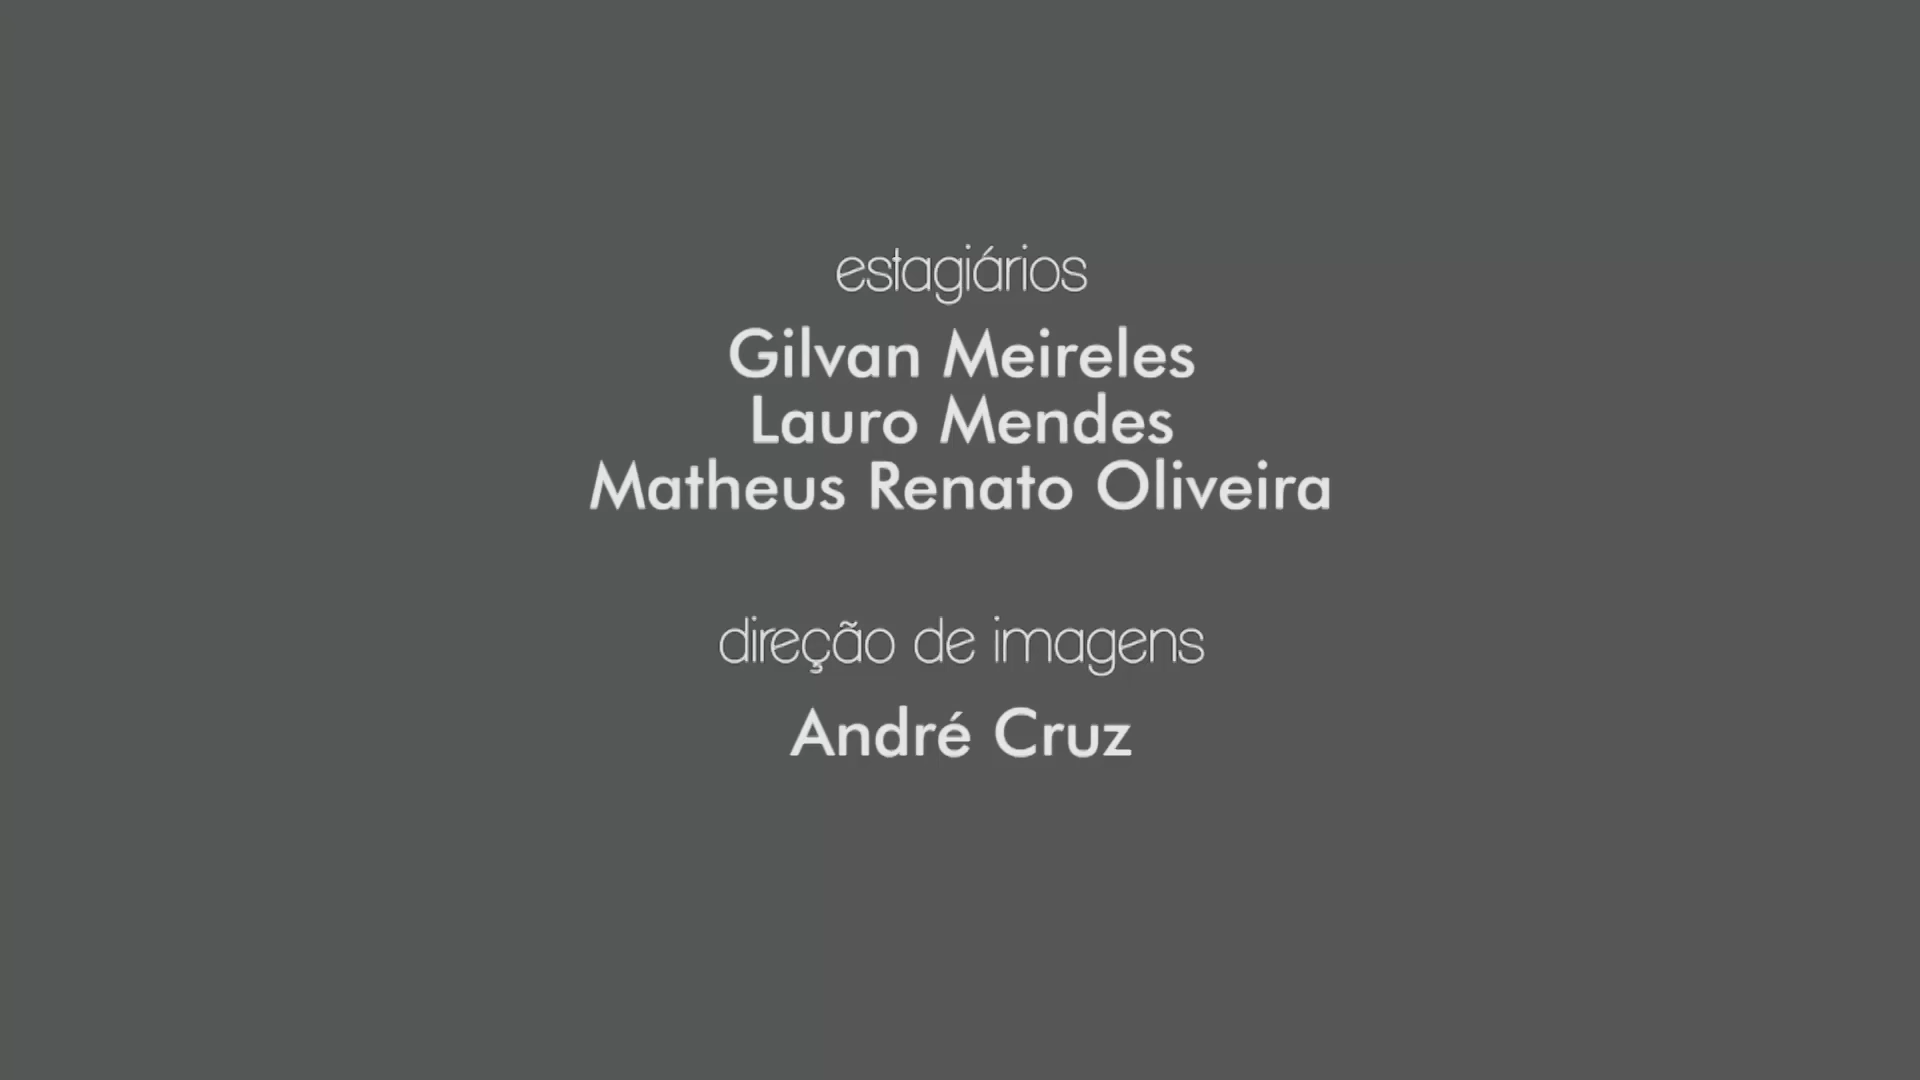 estagiários
Gilvan Meireles
Lauro Mendes
Matheus Renato Oliveira
direção de imagens
André Cruz